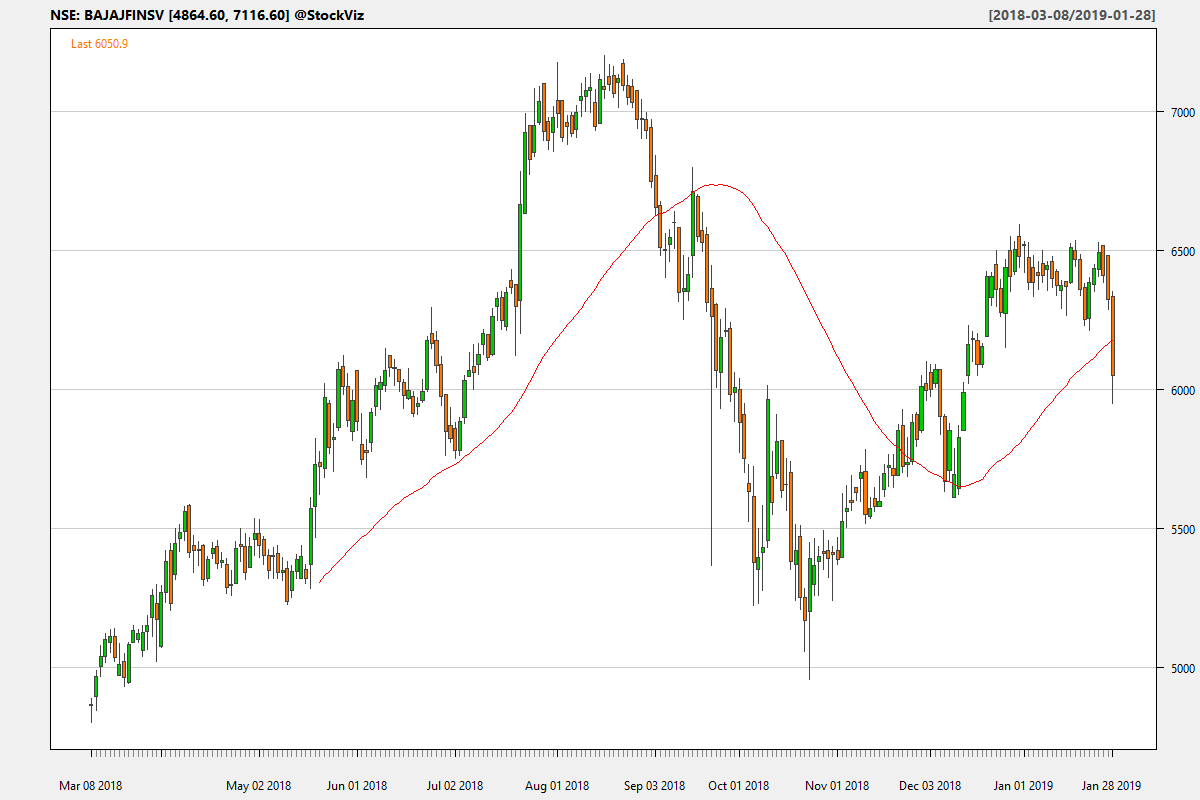 NSE: BAJAJFINSV [4864.60, 7116.60] @StockViz [2018-03-08/2019-01-28]
Last 6050.9
7000
6500
6000
5500
5000
Mar 08 2018 May 02 2018 Jun 01 2018 Jul 02 2018 Aug 01 2018 Sep 03 2018 Oct 01 2018 Nov 01 2018 Dec 03 2018 Jan 01 2019 Jan 28 2019